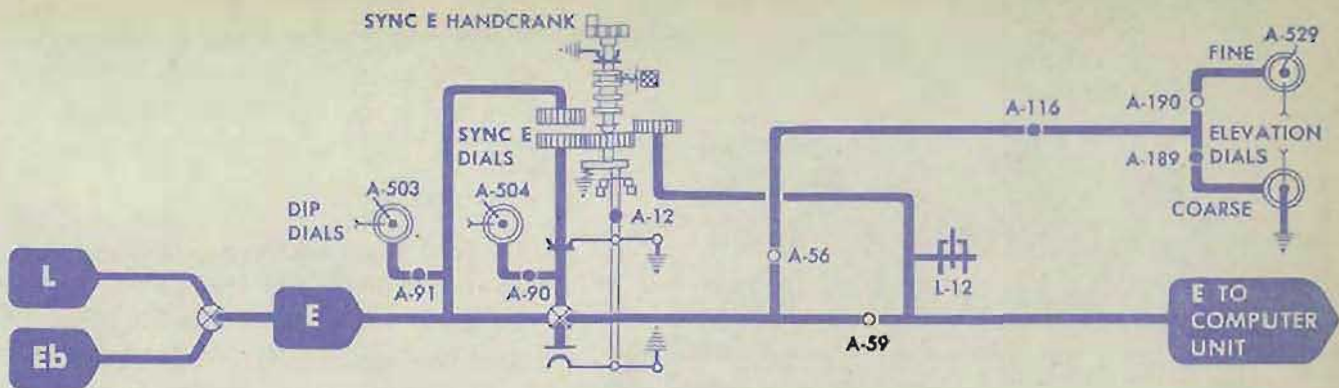 SYNC E HANDCRANK
A-529
FINE
A-190
A-116
ELEVATION
DIALS
A-189
COARSE
SYNC E
DIALS
A-503
A-504
DIP
DIALS
A-12
A-56
L-12
A-91
A-90
L
Eb
E
A-59
E TO
COMPUTER
UNIT